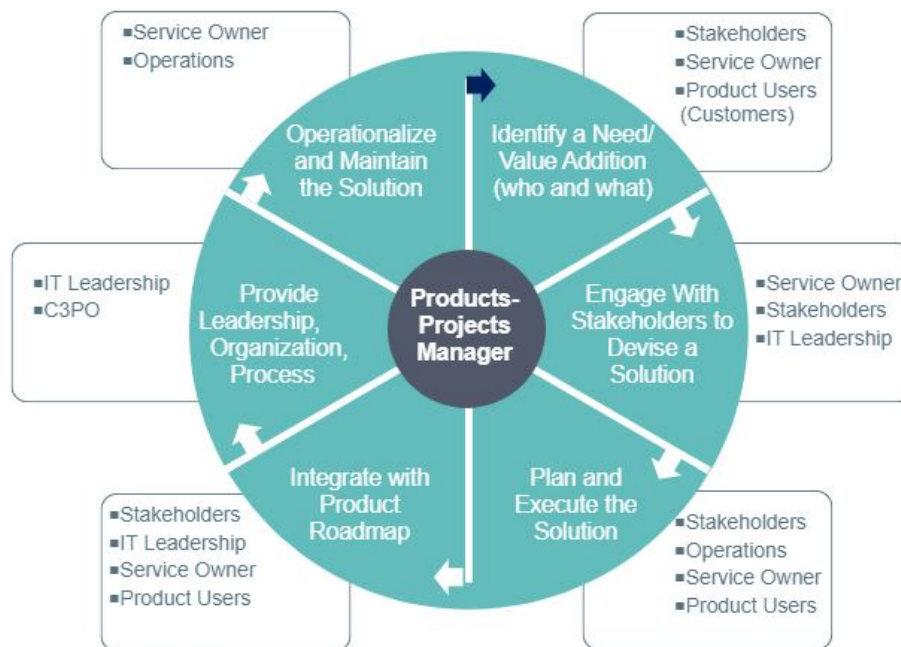 ▪Service Owner
▪Operations
▪Stakeholders
▪Service Owner
▪Product Users
(Customers)
Operationalize
and Maintain
the Solution
Identify a Need/
Value Addition
(who and what)
▪IT Leadership
▪C3PO
Provide
Leadership,
Organization,
Process
Products-
Projects
Manager
Engage With
Stakeholders to
Devise a
Solution
▪Service Owner
▪Stakeholders
▪IT Leadership
Integrate with
Product
Roadmap
Plan and
Execute the
Solution
▪Stakeholders
▪IT Leadership
▪Service Owner
▪Product Users
▪Stakeholders
▪Operations
▪Service Owner
▪Product Users